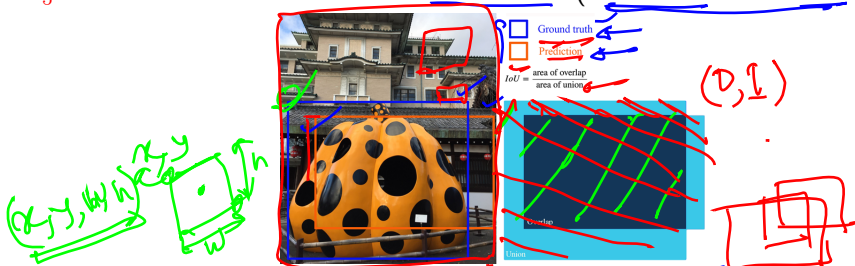 Ground truth
Prediction
IoU = area of overlap / area of union
(0,1)
x, y
h
(x, y, w, h)
w
Overlap
Union